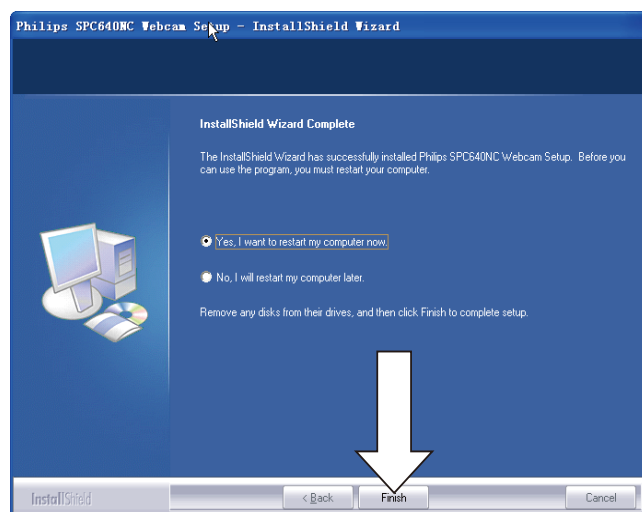 Philips SPC640NC Webcam Setup - InstallShield Wizard
InstallShield Wizard Complete
The InstallShield Wizard has successfully installed Philips SPC640NC Webcam Setup. Before you
can use the program, you must restart your computer.
Yes, I want to restart my computer now.
No, I will restart my computer later.
Remove any disks from their drives, and then click Finish to complete setup.
InstallShield
< Back
Finish
Cancel